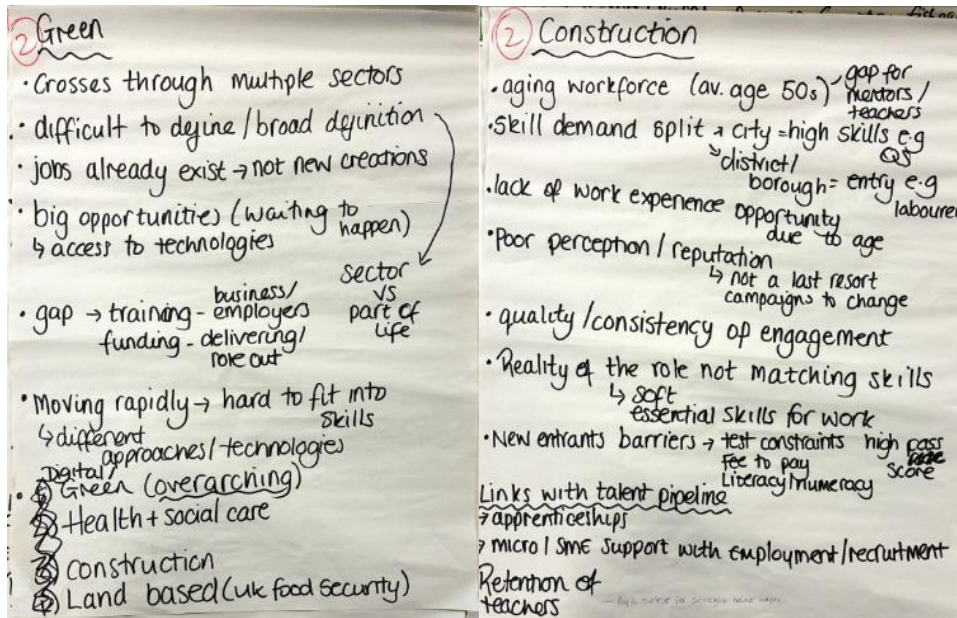 2 Green
• Crosses through multiple sectors
• difficult to define / broad definition
• jobs already exist → not new creations
• big opportunities (waiting to happen)
↳ access to technologies
sector
vs
part of
life
• gap → training - business/
employers
funding - delivering/
role out
• Moving rapidly → hard to fit into
skills
↳ different
approaches/technologies
Digital/
• Green (overarching)
Health + social care
construction
Land based (uk food security)
2 Construction
• aging workforce (av. age 50s) gap for
mentors /
teachers
• Skill demand split → city = high skills e.g
QS
↘ district/
borough = entry e.g
labourer
• lack of work experience opportunity
due to age
• Poor perception / reputation
↳ not a last resort
campaigns to change
• quality / consistency of engagement
• Reality of the role not matching skills
↳ soft
essential skills for work
• New entrants barriers → test constraints high pass
score
Fee to pay
Literacy/numeracy
Links with talent pipeline
→ apprenticeships
→ micro / SME support with employment/recruitment
Retention of
teachers